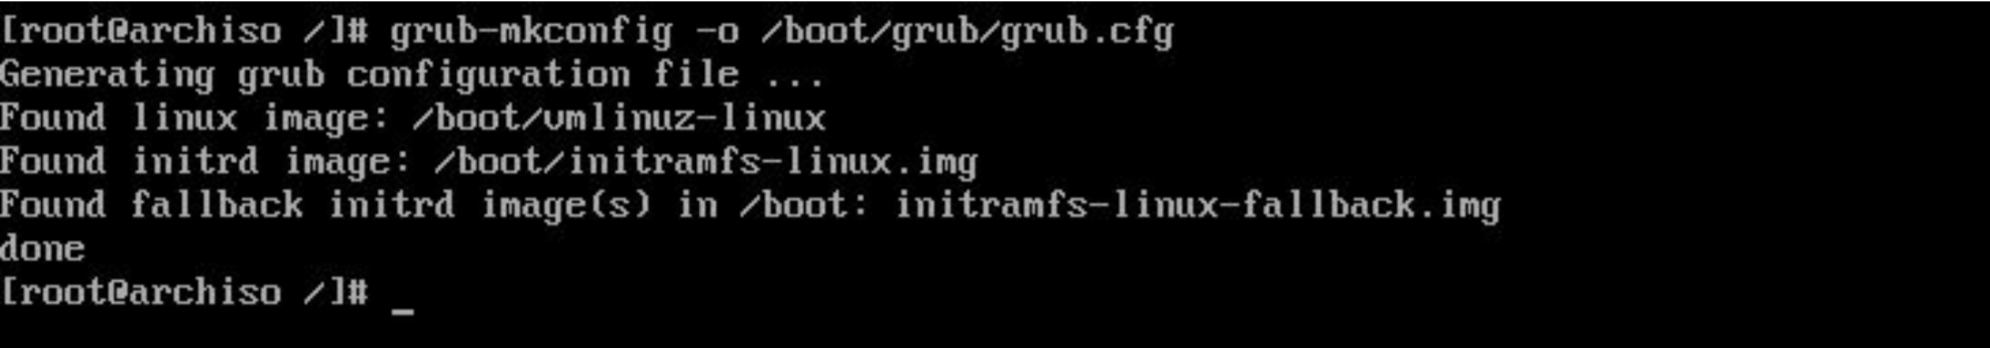 [root@archiso /]# grub-mkconfig -o /boot/grub/grub.cfg
Generating grub configuration file ...
Found linux image: /boot/vmlinuz-linux
Found initrd image: /boot/initramfs-linux.img
Found fallback initrd image(s) in /boot: initramfs-linux-fallback.img
done
[root@archiso /]# _